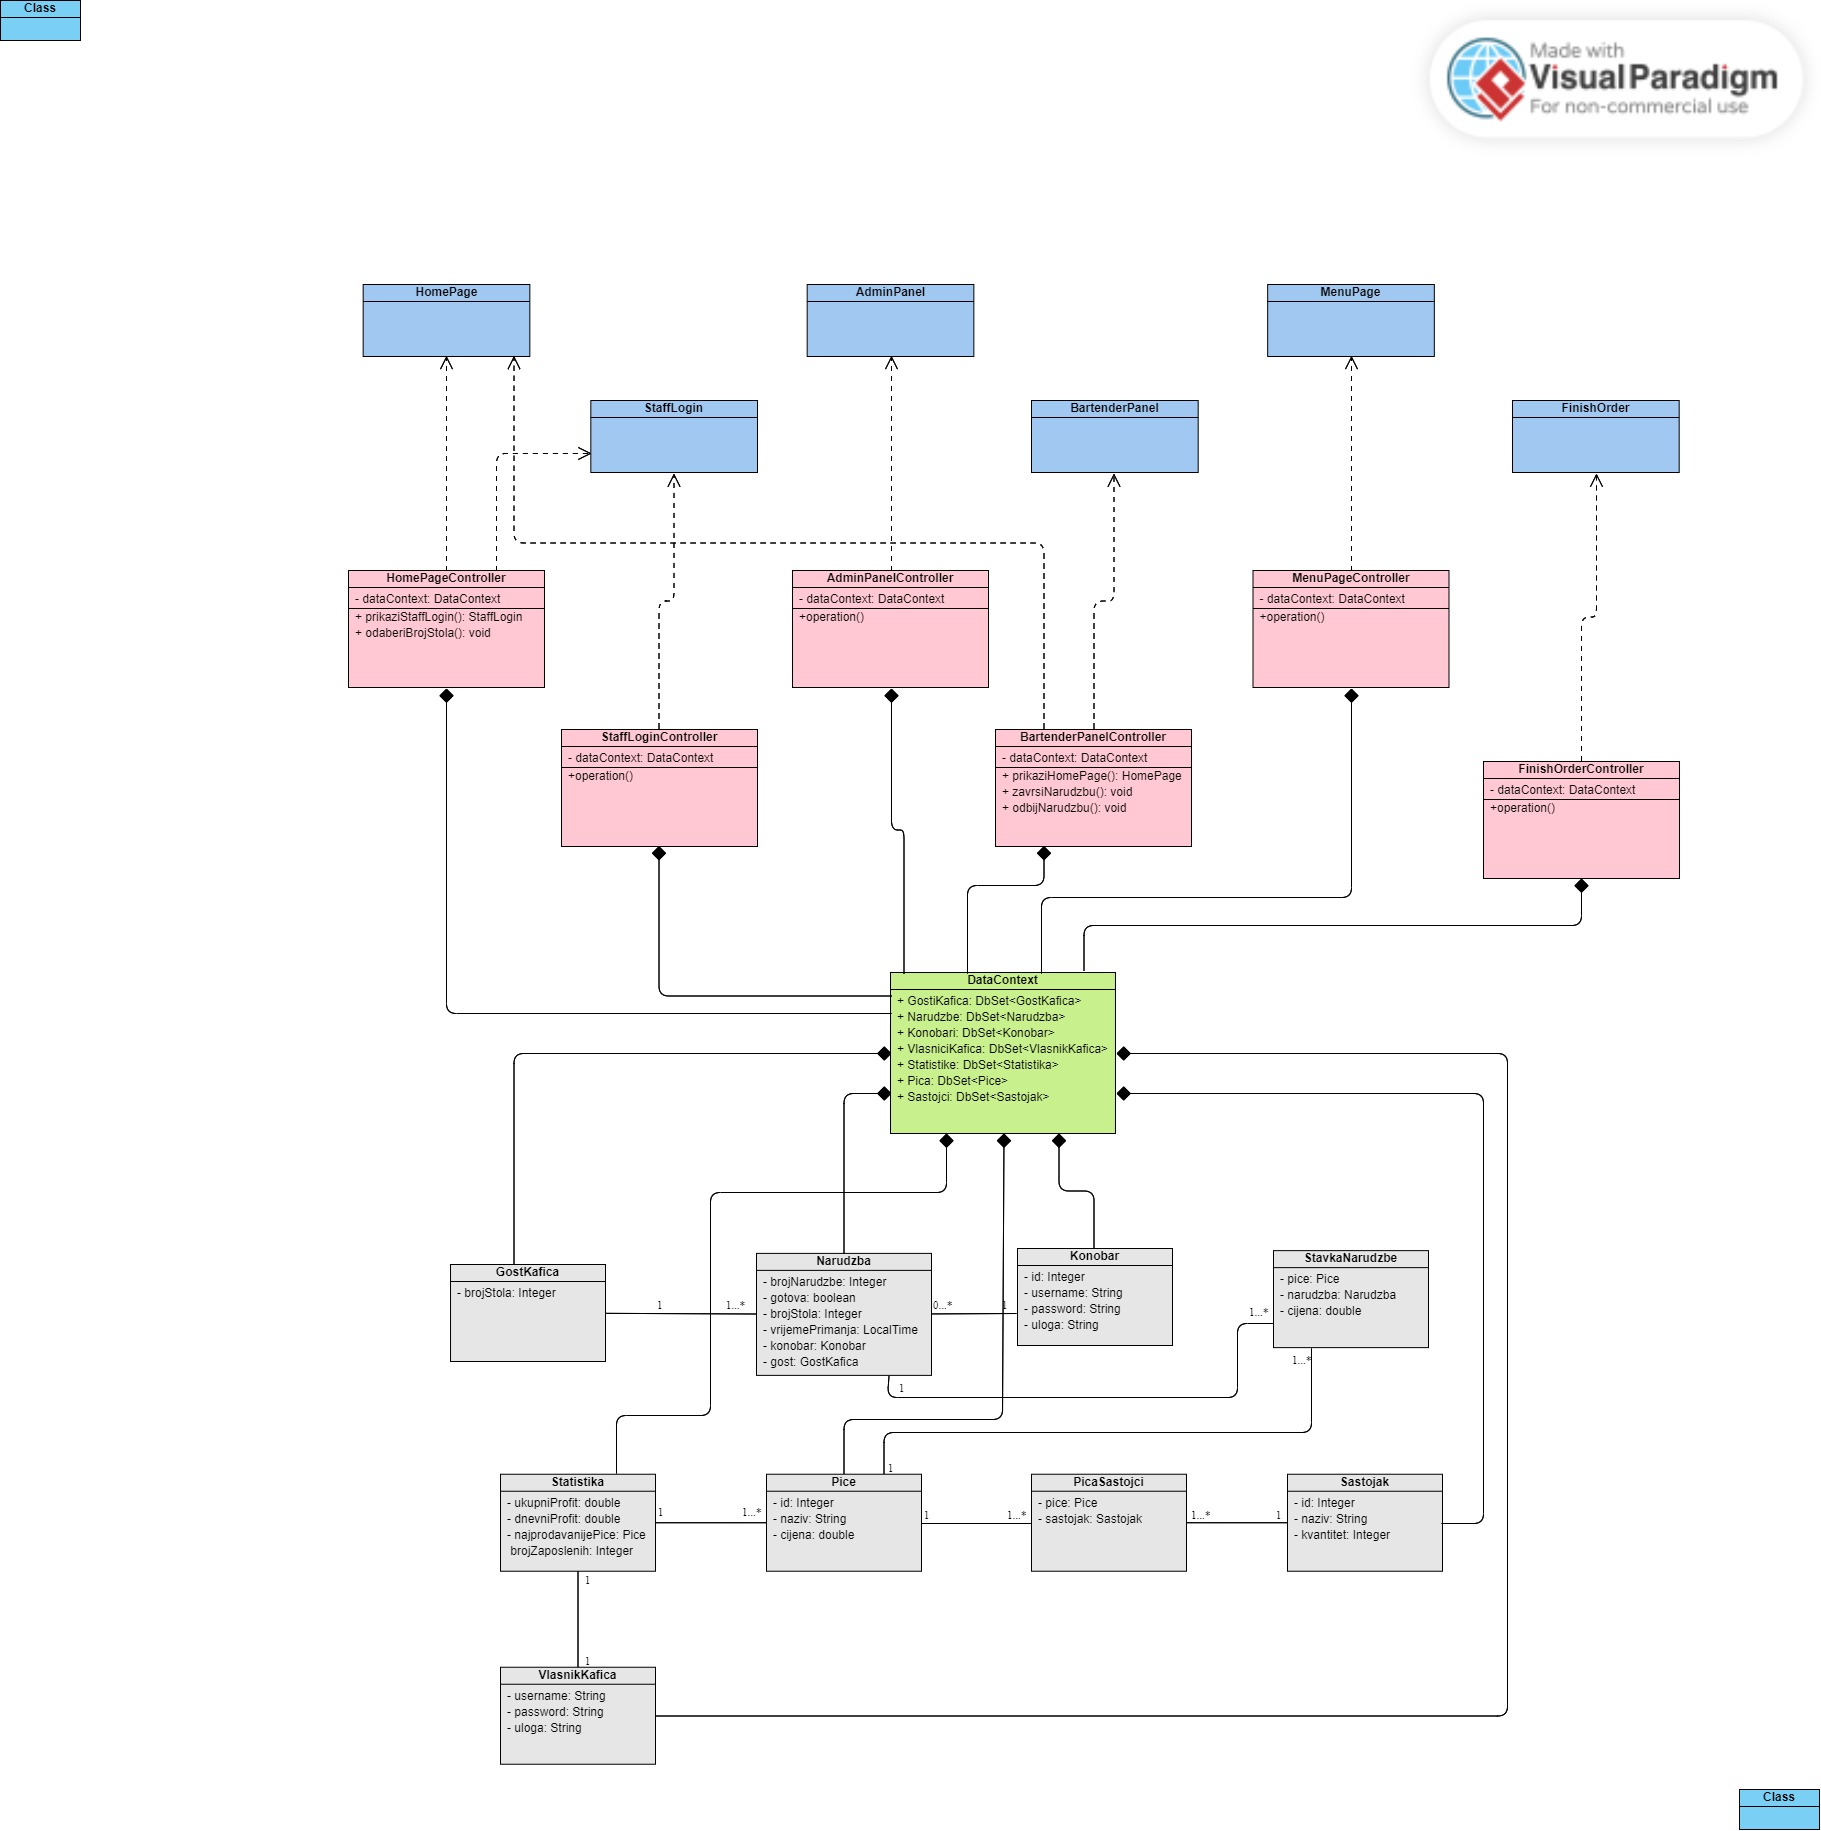 Class
Made with
Visual Paradigm
For non-commercial use
HomePage
AdminPanel
MenuPage
StaffLogin
BartenderPanel
FinishOrder
HomePageController
- dataContext: DataContext
+ prikaziStaffLogin(): StaffLogin
+ odaberiBrojStola(): void
AdminPanelController
- dataContext: DataContext
+operation()
MenuPageController
- dataContext: DataContext
+operation()
StaffLoginController
- dataContext: DataContext
+operation()
BartenderPanelController
- dataContext: DataContext
+ prikaziHomePage(): HomePage
+ zavrsiNarudzbu(): void
+ odbijNarudzbu(): void
FinishOrderController
- dataContext: DataContext
+operation()
DataContext
+ GostiKafica: DbSet<GostKafica>
+ Narudzbe: DbSet<Narudzba>
+ Konobari: DbSet<Konobar>
+ VlasniciKafica: DbSet<VlasnikKafica>
+ Statistike: DbSet<Statistika>
+ Pica: DbSet<Pice>
+ Sastojci: DbSet<Sastojak>
GostKafica
- brojStola: Integer
1
1...*
Narudzba
- brojNarudzbe: Integer
- gotova: boolean
- brojStola: Integer
- vrijemePrimanja: LocalTime
- konobar: Konobar
- gost: GostKafica
0...*
1
Konobar
- id: Integer
- username: String
- password: String
- uloga: String
StavkaNarudzbe
- pice: Pice
- narudzba: Narudzba
- cijena: double
1...*
1...*
1
1
Statistika
- ukupniProfit: double
- dnevniProfit: double
- najprodavanijePice: Pice
brojZaposlenih: Integer
1
1...*
Pice
- id: Integer
- naziv: String
- cijena: double
1
1...*
PicaSastojci
- pice: Pice
- sastojak: Sastojak
1...*
1
Sastojak
- id: Integer
- naziv: String
- kvantitet: Integer
1
1
VlasnikKafica
- username: String
- password: String
- uloga: String
Class